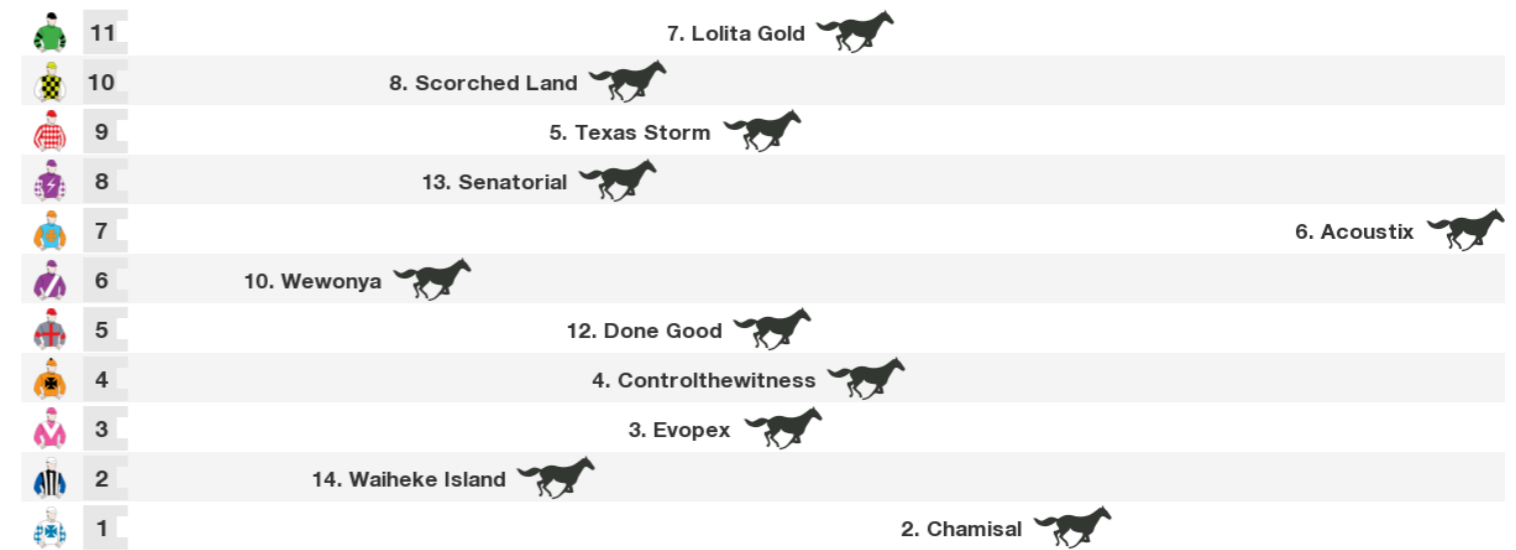 11 7. Lolita Gold
10 8. Scorched Land
9 5. Texas Storm
8 13. Senatorial
7 6. Acoustix
6 10. Wewonya
5 12. Done Good
4 4. Controlthewitness
3 3. Evopex
2 14. Waiheke Island
1 2. Chamisal